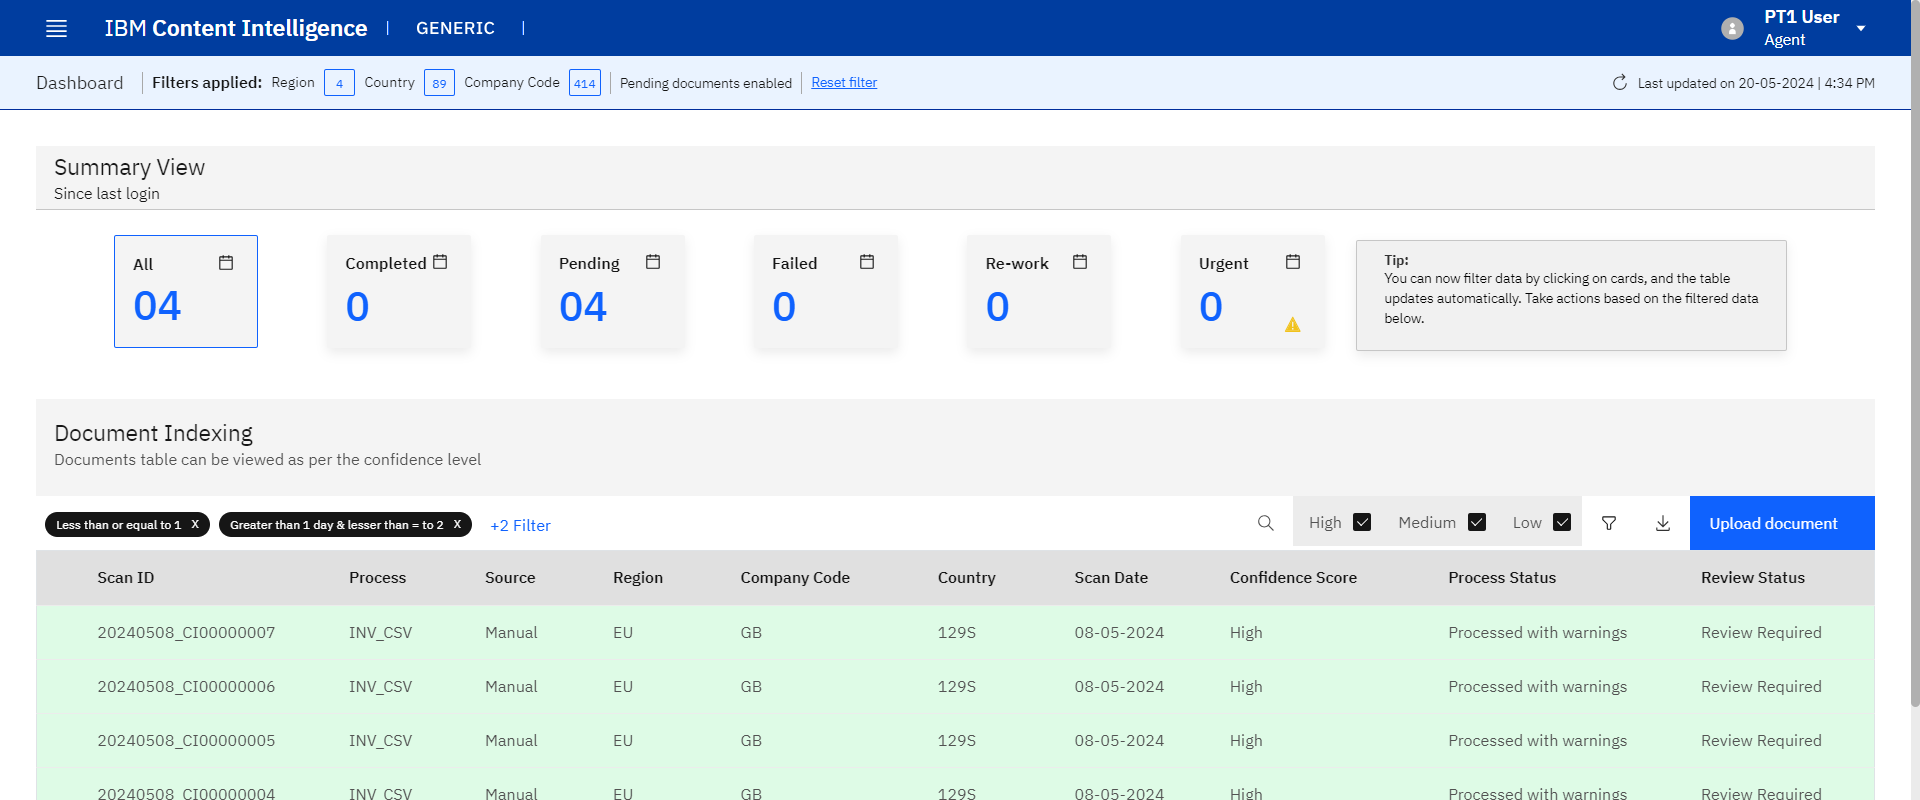 IBM Content Intelligence | GENERIC |
PT1 User
Agent
Dashboard | Filters applied: Region 4 Country 89 Company Code 414 | Pending documents enabled | Reset filter
Last updated on 20-05-2024 | 4:34 PM
Summary View
Since last login
All
04
Completed
0
Pending
04
Failed
0
Re-work
0
Urgent
0
Tip:
You can now filter data by clicking on cards, and the table
updates automatically. Take actions based on the filtered data
below.
Document Indexing
Documents table can be viewed as per the confidence level
Less than or equal to 1 X Greater than 1 day & lesser than = to 2 X +2 Filter
High Medium Low Upload document
Scan ID Process Source Region Company Code Country Scan Date Confidence Score Process Status Review Status
20240508_CI00000007 INV_CSV Manual EU GB 129S 08-05-2024 High Processed with warnings Review Required
20240508_CI00000006 INV_CSV Manual EU GB 129S 08-05-2024 High Processed with warnings Review Required
20240508_CI00000005 INV_CSV Manual EU GB 129S 08-05-2024 High Processed with warnings Review Required
20240508_CI00000004 INV_CSV Manual EU GB 129S 08-05-2024 High Processed with warnings Review Required